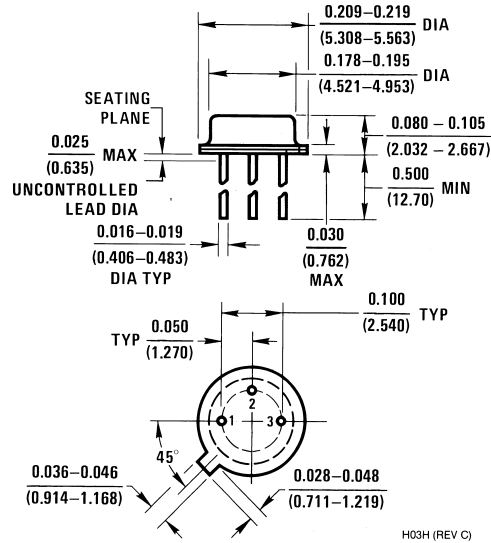 0.209–0.219
(5.308–5.563)
DIA
0.178–0.195
(4.521–4.953)
DIA
SEATING
PLANE
0.025
(0.635)
MAX
UNCONTROLLED
LEAD DIA
0.080 – 0.105
(2.032 – 2.667)
0.500
(12.70)
MIN
0.016–0.019
(0.406–0.483)
DIA TYP
0.030
(0.762)
MAX
0.100
(2.540)
TYP
TYP
0.050
(1.270)
2
1
3
45°
0.036–0.046
(0.914–1.168)
0.028–0.048
(0.711–1.219)
H03H (REV C)